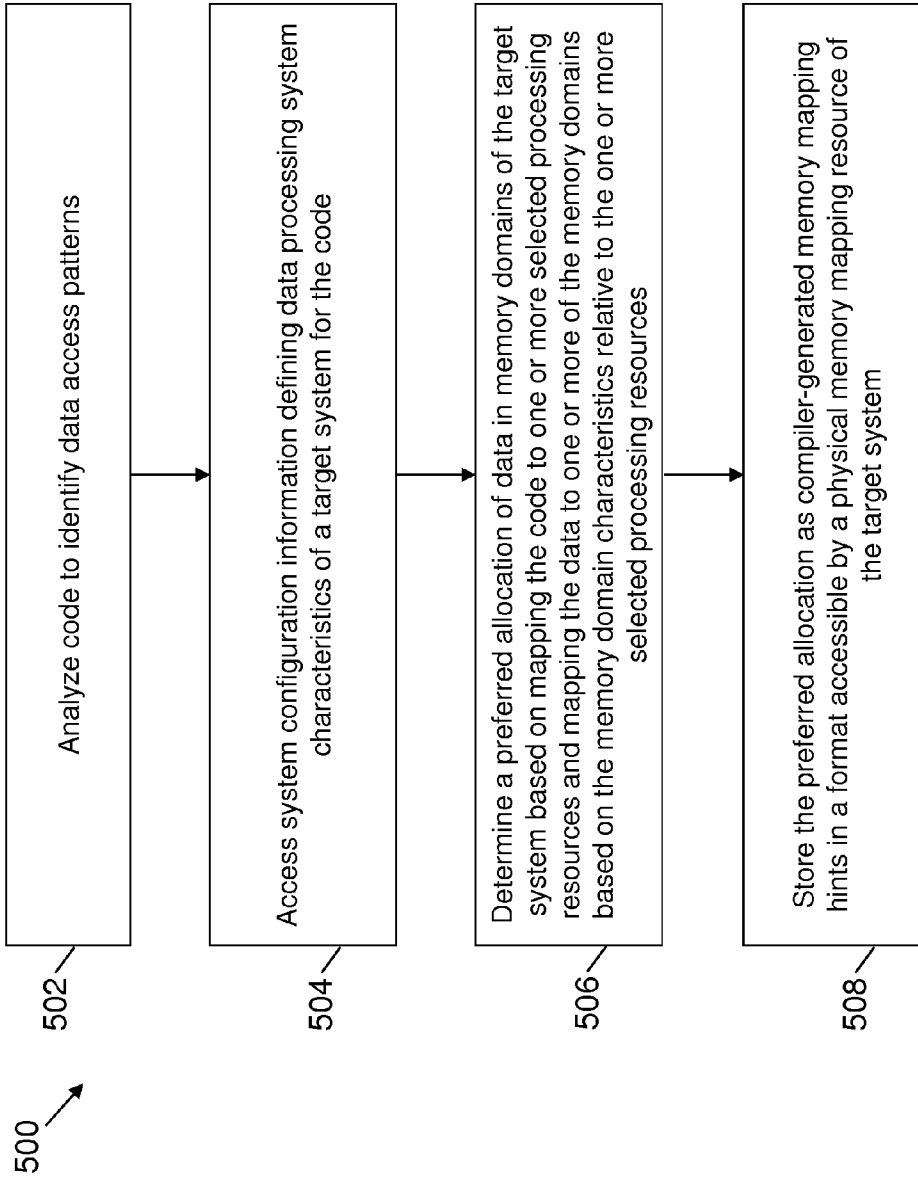 500
502
Analyze code to identify data access patterns
504
Access system configuration information defining data processing system
characteristics of a target system for the code
506
Determine a preferred allocation of data in memory domains of the target
system based on mapping the code to one or more selected processing
resources and mapping the data to one or more of the memory domains
based on the memory domain characteristics relative to the one or more
selected processing resources
508
Store the preferred allocation as compiler-generated memory mapping
hints in a format accessible by a physical memory mapping resource of
the target system